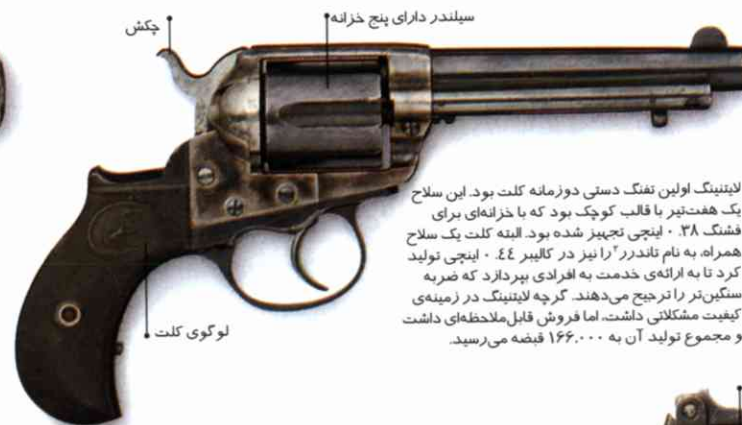 سیلندر دارای پنج خزانه
چکش
لایتنینگ اولین تفنگ دستی دوزمانه کلت بود. این سلاح
یک هفت‌تیر با قالب کوچک بود که با خزانه‌ای برای
فشنگ ۰.۳۸ اینچی تجهیز شده بود. البته کلت یک سلاح
همراه، به نام تاندرر۲ را نیز در کالیبر ۰.٤٤ اینچی تولید
کرد تا به ارائه‌ی خدمت به افرادی بپردازد که ضربه
سنگین‌تر را ترجیح می‌دهند. گرچه لایتنینگ در زمینه‌ی
کیفیت مشکلاتی داشت، اما فروش قابل‌ملاحظه‌ای داشت
و مجموع تولید آن به ۱۶۶.۰۰۰ قبضه می‌رسید.
لوگوی کلت